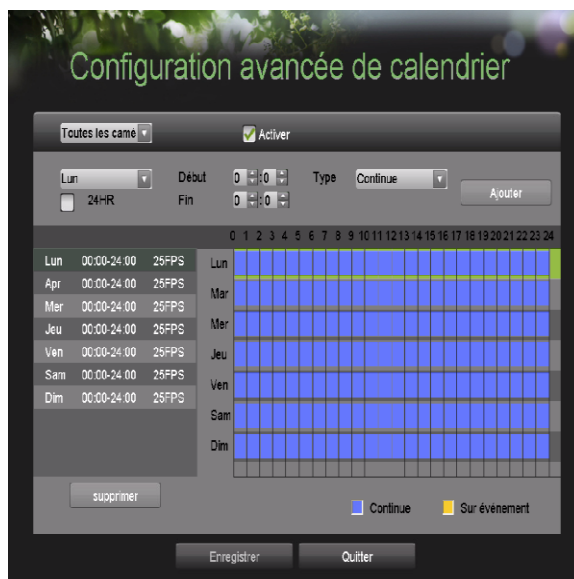 Configuration avancée de calendrier
Toutes les camé Activer
Lun Début 0 : 0 Type Continue
24HR Fin 0 : 0 Ajouter
0 1 2 3 4 5 6 7 8 9 10 11 12 13 14 15 16 17 18 19 20 21 22 23 24
Lun 00:00-24:00 25FPS
Apr 00:00-24:00 25FPS
Mer 00:00-24:00 25FPS
Jeu 00:00-24:00 25FPS
Ven 00:00-24:00 25FPS
Sam 00:00-24:00 25FPS
Dim 00:00-24:00 25FPS
Lun
Mar
Mer
Jeu
Ven
Sam
Dim
supprimer
Continue Sur événement
Enregistrer Quitter